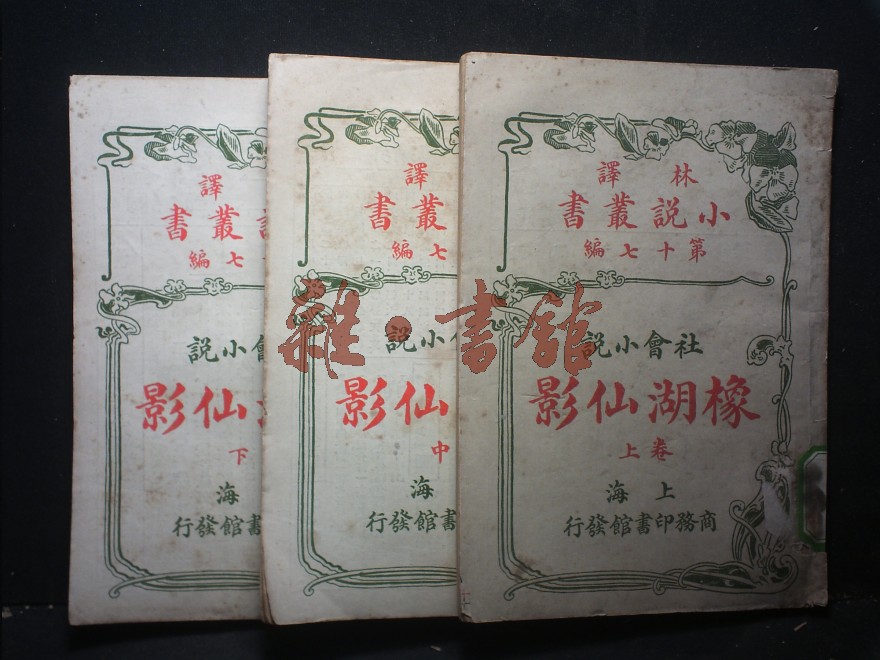 林譯
小說叢書
第十七編
社會小說
橡湖仙影
卷上
上海
商務印書館發行
譯
叢書
七編
小說
仙影
中
海
書館發行
譯
叢書
七編
會小說
仙影
下
海
書館發行
雜·書館